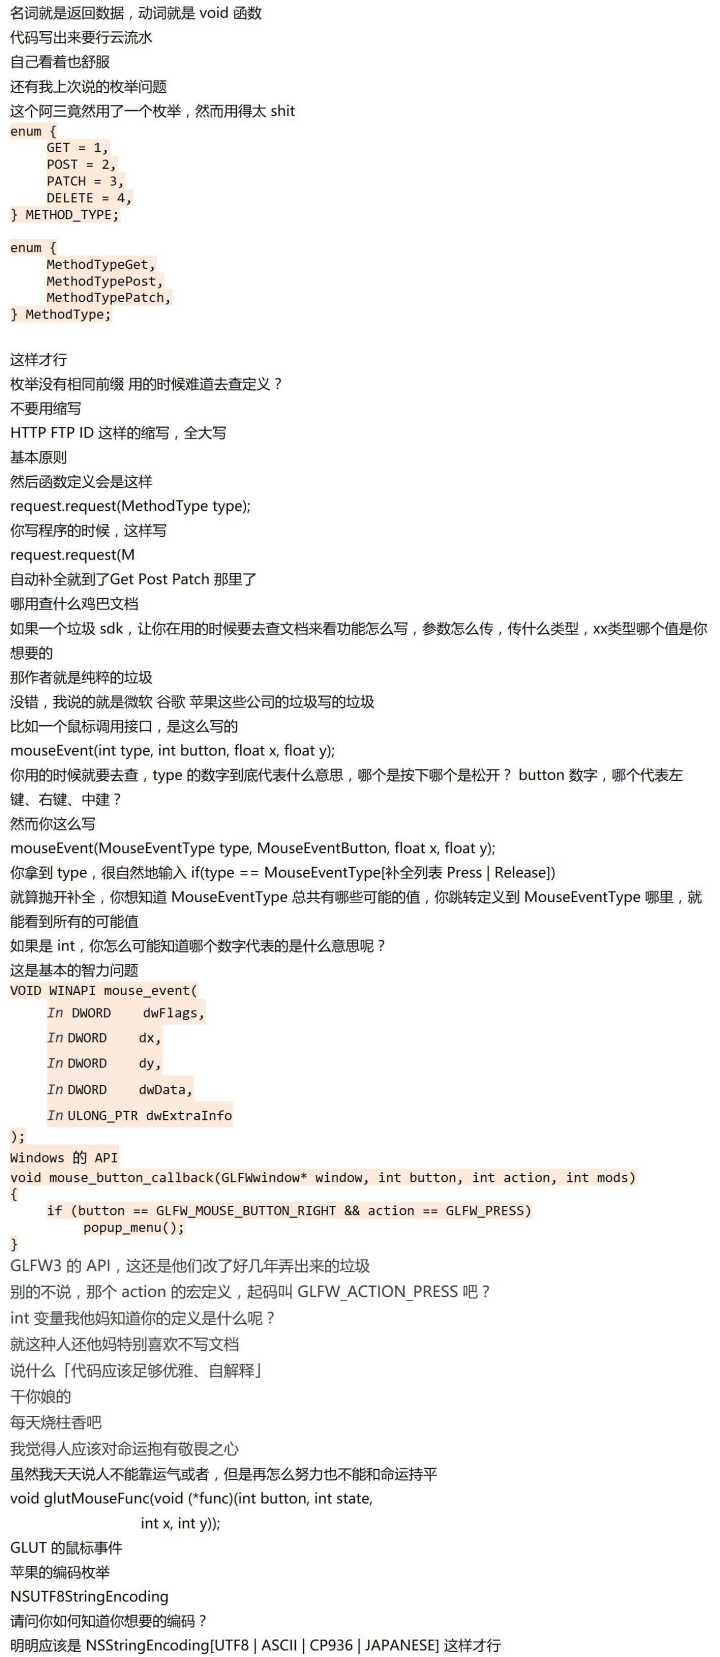 名词就是返回数据，动词就是 void 函数
代码写出来要行云流水
自己看着也舒服
还有我上次说的枚举问题
这个阿三竟然用了一个枚举，然而用得太 shit
enum {
GET = 1,
POST = 2,
PATCH = 3,
DELETE = 4,
} METHOD_TYPE;
enum {
MethodTypeGet,
MethodTypePost,
MethodTypePatch,
} MethodType;
这样才行
枚举没有相同前缀 用的时候难道去查定义？
不要用缩写
HTTP FTP ID 这样的缩写，全大写
基本原则
然后函数定义会是这样
request.request(MethodType type);
你写程序的时候，这样写
request.request(M
自动补全就到了Get Post Patch 那里了
哪用查什么鸡巴文档
如果一个垃圾 sdk，让你在用的时候要去查文档来看功能怎么写，参数怎么传，传什么类型，xx类型哪个值是你
想要的
那作者就是纯粹的垃圾
没错，我说的就是微软 谷歌 苹果这些公司的垃圾写的垃圾
比如一个鼠标调用接口，是这么写的
mouseEvent(int type, int button, float x, float y);
你用的时候就要去查，type 的数字到底代表什么意思，哪个是按下哪个是松开？ button 数字，哪个代表左
键、右键、中建？
然而你这么写
mouseEvent(MouseEventType type, MouseEventButton, float x, float y);
你拿到 type，很自然地输入 if(type == MouseEventType[补全列表 Press | Release])
就算抛开补全，你想知道 MouseEventType 总共有哪些可能的值，你跳转定义到 MouseEventType 哪里，就
能看到所有的可能值
如果是 int，你怎么可能知道哪个数字代表的是什么意思呢？
这是基本的智力问题
VOID WINAPI mouse_event(
In DWORD dwFlags,
In DWORD dx,
In DWORD dy,
In DWORD dwData,
In ULONG_PTR dwExtraInfo
);
Windows 的 API
void mouse_button_callback(GLFWwindow* window, int button, int action, int mods)
{
if (button == GLFW_MOUSE_BUTTON_RIGHT && action == GLFW_PRESS)
popup_menu();
}
GLFW3 的 API，这还是他们改了好几年弄出来的垃圾
别的不说，那个 action 的宏定义，起码叫 GLFW_ACTION_PRESS 吧？
int 变量我他妈知道你的定义是什么呢？
就这种人还他妈特别喜欢不写文档
说什么「代码应该足够优雅、自解释」
干你娘的
每天烧柱香吧
我觉得人应该对命运抱有敬畏之心
虽然我天天说人不能靠运气或者，但是再怎么努力也不能和命运持平
void glutMouseFunc(void (*func)(int button, int state,
int x, int y));
GLUT 的鼠标事件
苹果的编码枚举
NSUTF8StringEncoding
请问你如何知道你想要的编码？
明明应该是 NSStringEncoding[UTF8 | ASCII | CP936 | JAPANESE] 这样才行